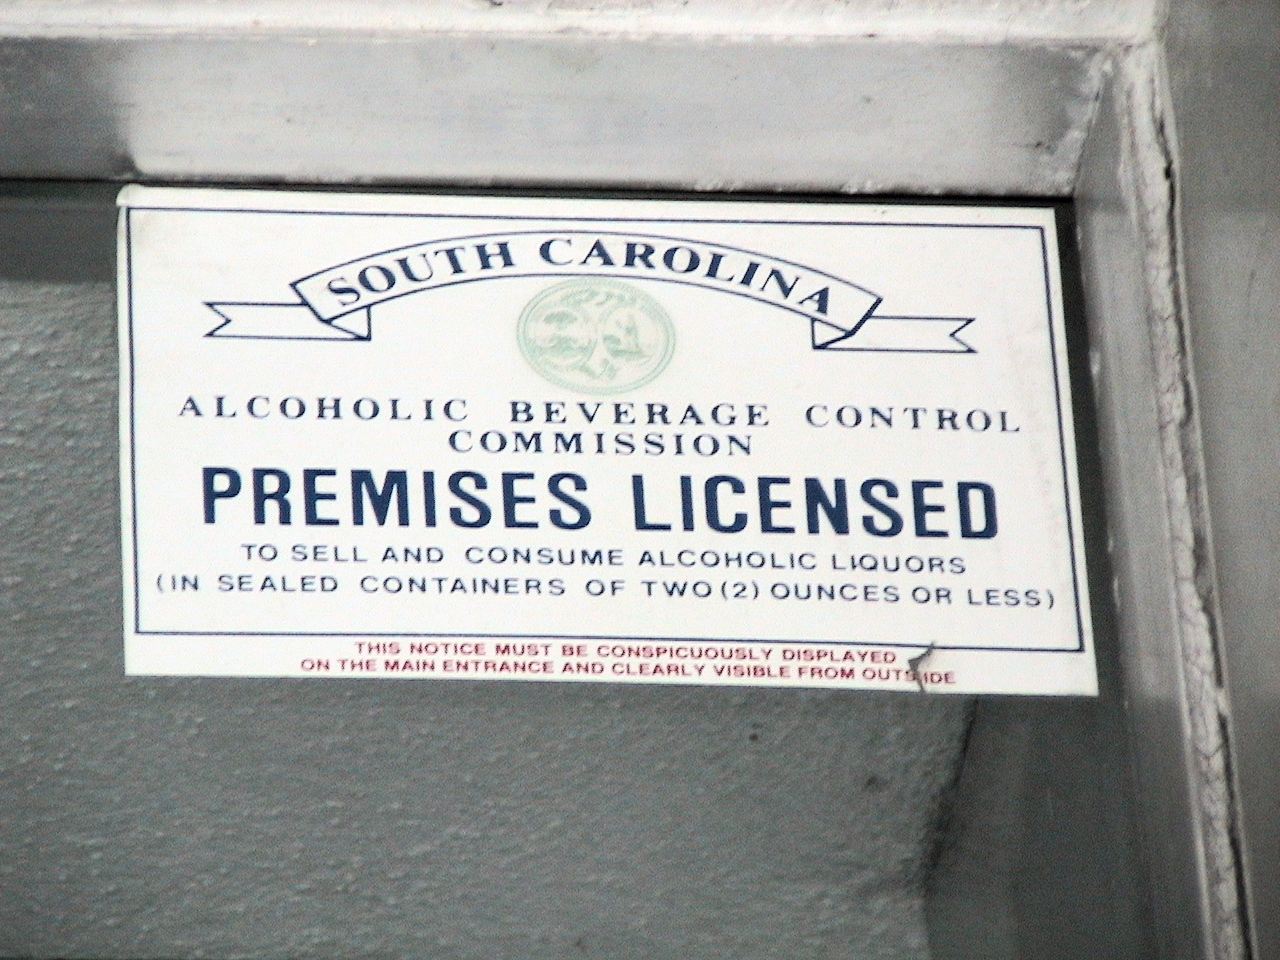 SOUTH CAROLINA
ALCOHOLIC BEVERAGE CONTROL
COMMISSION
PREMISES LICENSED
TO SELL AND CONSUME ALCOHOLIC LIQUORS
(IN SEALED CONTAINERS OF TWO (2) OUNCES OR LESS)
THIS NOTICE MUST BE CONSPICUOUSLY DISPLAYED
ON THE MAIN ENTRANCE AND CLEARLY VISIBLE FROM OUTSIDE